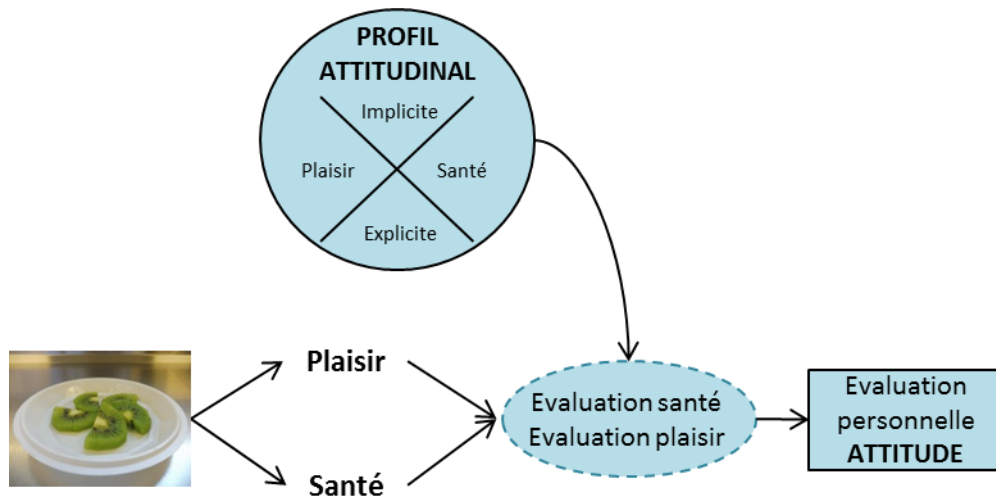 PROFIL
ATTITUDINAL
Implicite
Plaisir
Santé
Explicite
Plaisir
Santé
Evaluation santé
Evaluation plaisir
Evaluation
personnelle
ATTITUDE